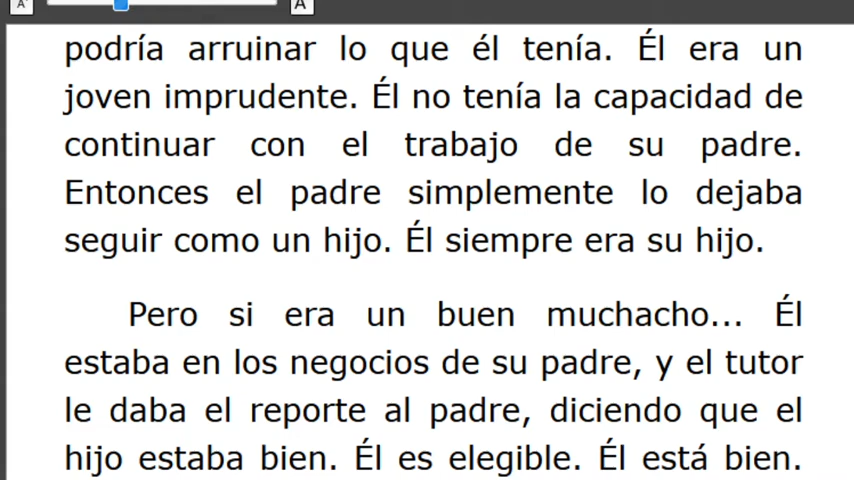 A
A
podría arruinar lo que él tenía. Él era un
joven imprudente. Él no tenía la capacidad de
continuar con el trabajo de su padre.
Entonces el padre simplemente lo dejaba
seguir como un hijo. Él siempre era su hijo.
Pero si era un buen muchacho... Él
estaba en los negocios de su padre, y el tutor
le daba el reporte al padre, diciendo que el
hijo estaba bien. Él es elegible. Él está bien.